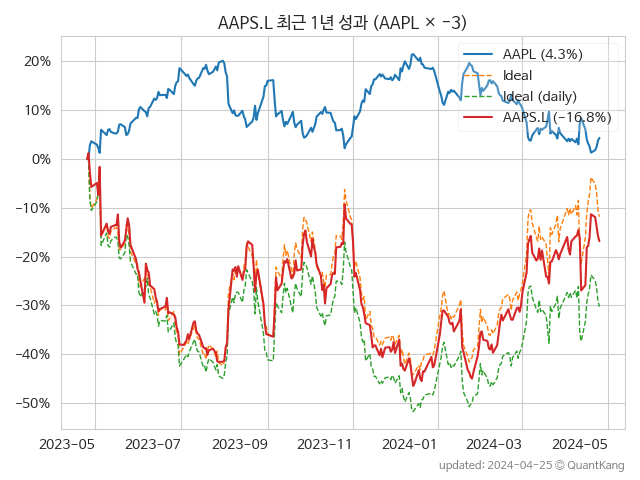 AAPS.L 최근 1년 성과 (AAPL × −3)
AAPL (4.3%)
Ideal
Ideal (daily)
AAPS.L (−16.8%)
20%
10%
0%
−10%
−20%
−30%
−40%
−50%
2023-05 2023-07 2023-09 2023-11 2024-01 2024-03 2024-05
updated: 2024-04-25 © QuantKang